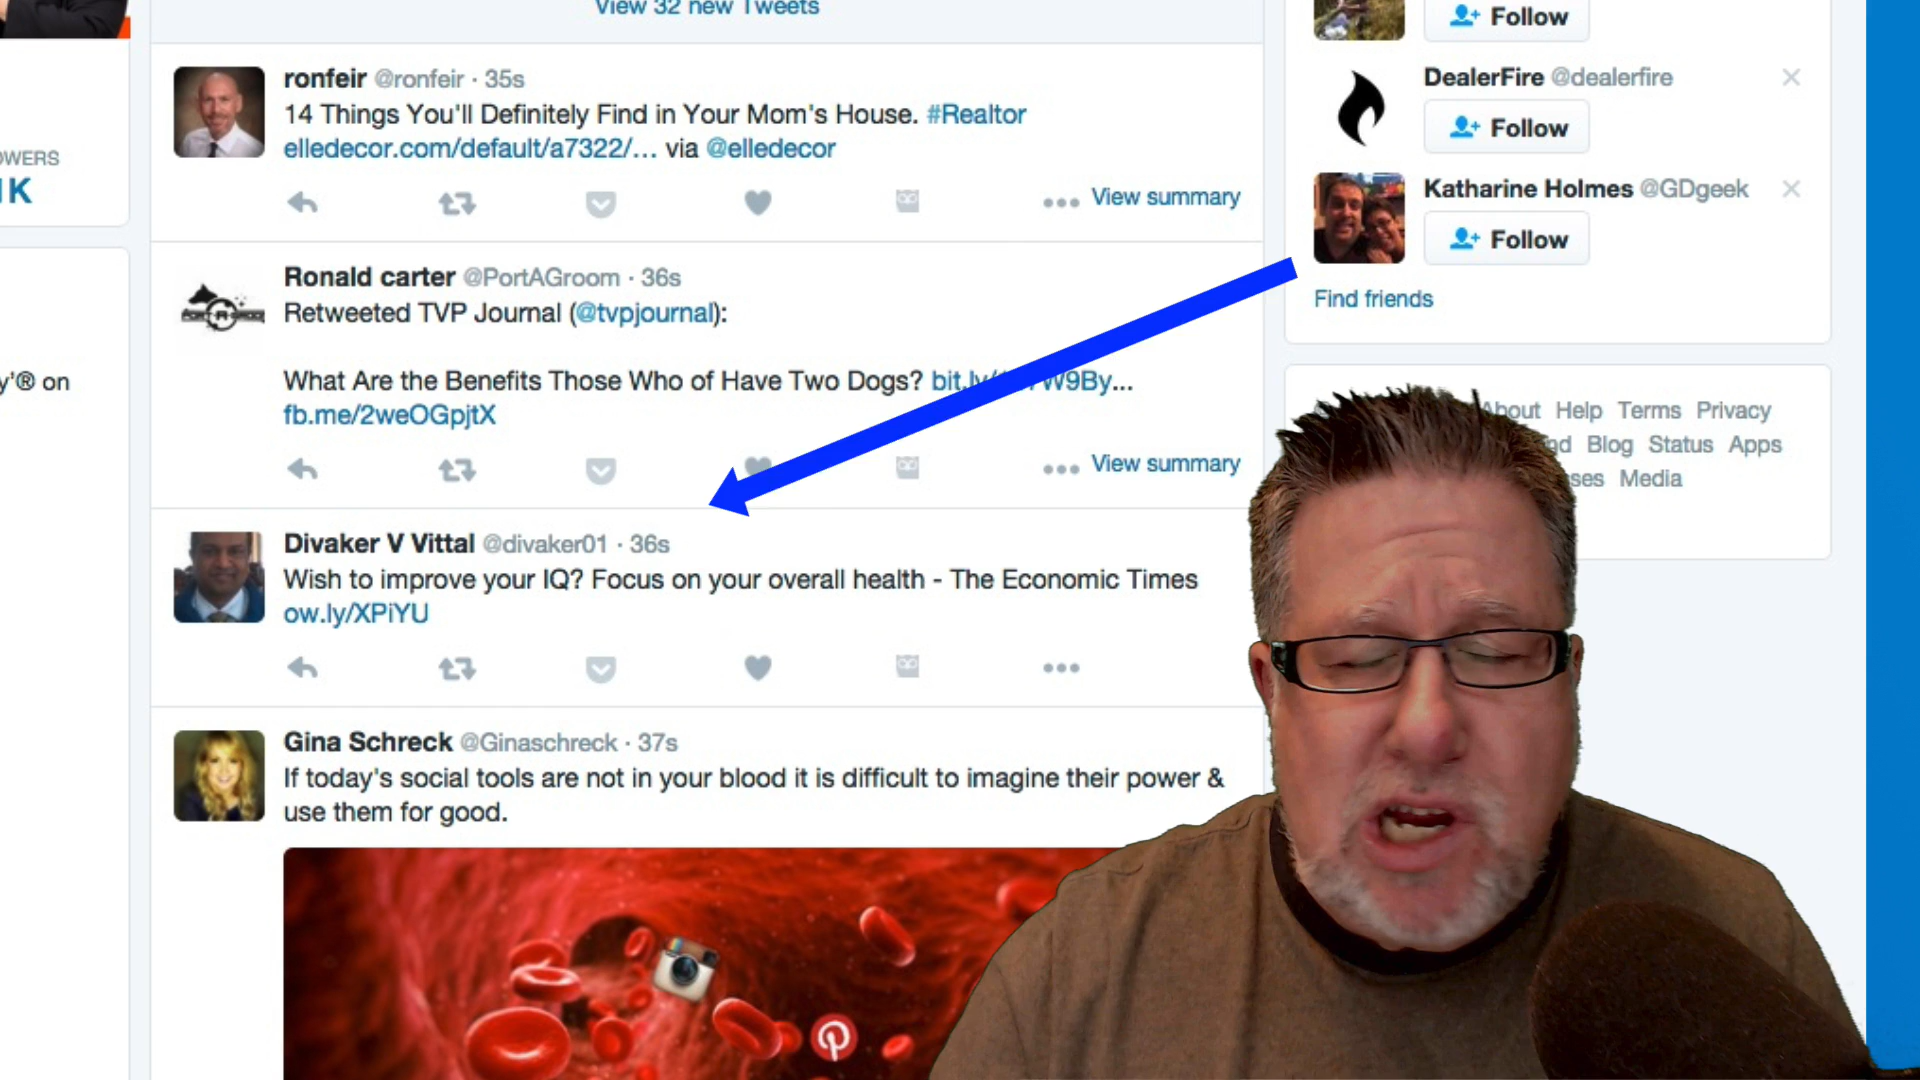 View 32 new Tweets
ronfeir @ronfeir · 35s
14 Things You'll Definitely Find in Your Mom's House. #Realtor
elledecor.com/default/a7322/... via @elledecor
View summary
Ronald carter @PortAGroom · 36s
Retweeted TVP Journal (@tvpjournal):
What Are the Benefits Those Who of Have Two Dogs?
fb.me/2weOGpjtX
View summary
Divaker V Vittal @divaker01 · 36s
Wish to improve your IQ? Focus on your overall health - The Economic Times
ow.ly/XPiYU
Gina Schreck @Ginaschreck · 37s
If today's social tools are not in your blood it is difficult to imagine their power &
use them for good.
Follow
DealerFire @dealerfire
Follow
Katharine Holmes @GDgeek
Follow
Find friends
About Help Terms Privacy
Blog Status Apps
Media
OWERS
1K
y'® on